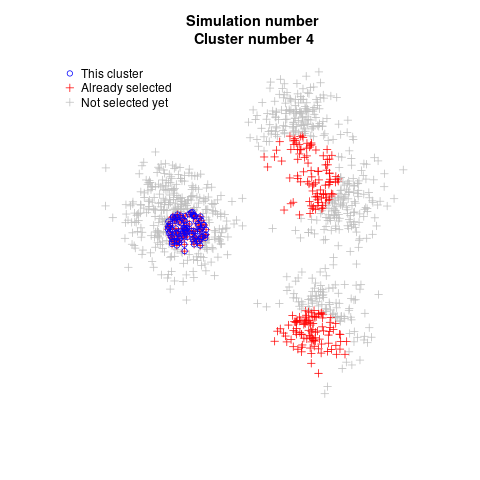 Simulation number
Cluster number 4
This cluster
Already selected
Not selected yet